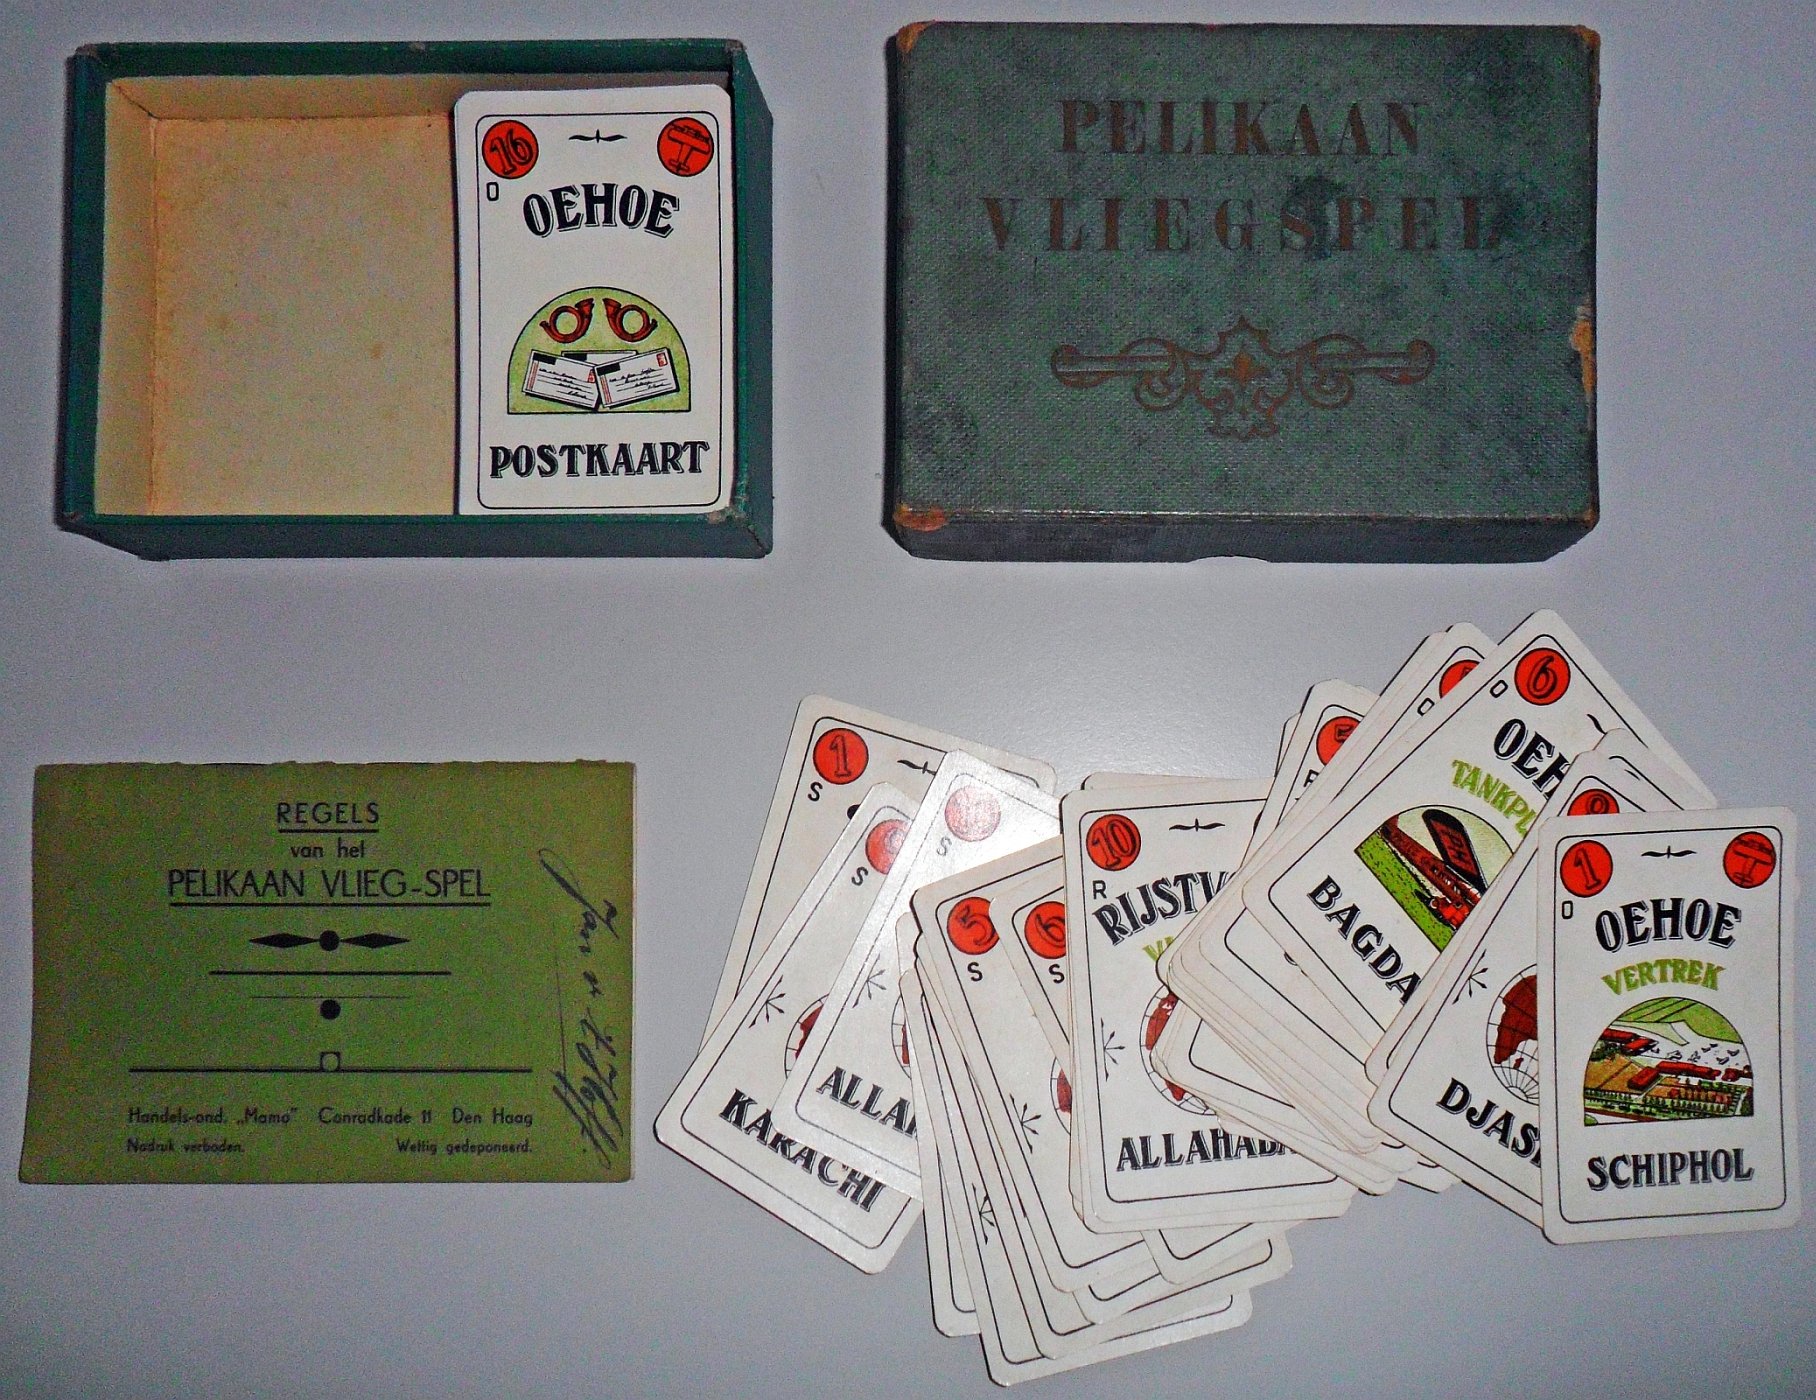 16
O
OEHOE
POSTKAART
PELIKAAN
VLIEGSPEL
REGELS
van het
PELIKAAN VLIEG-SPEL
Handels-ond. „Mamo” Conradkade 11 Den Haag
Nadruk verboden. Wettig gedeponeerd.
1
S
S
KARACHI
S
ALLA
5
S
6
S
10
R
RIJSTV
ALLAHABA
5
O
6
O
OEH
TANKPL
BAGDA
DJAS
1
O
OEHOE
VERTREK
SCHIPHOL